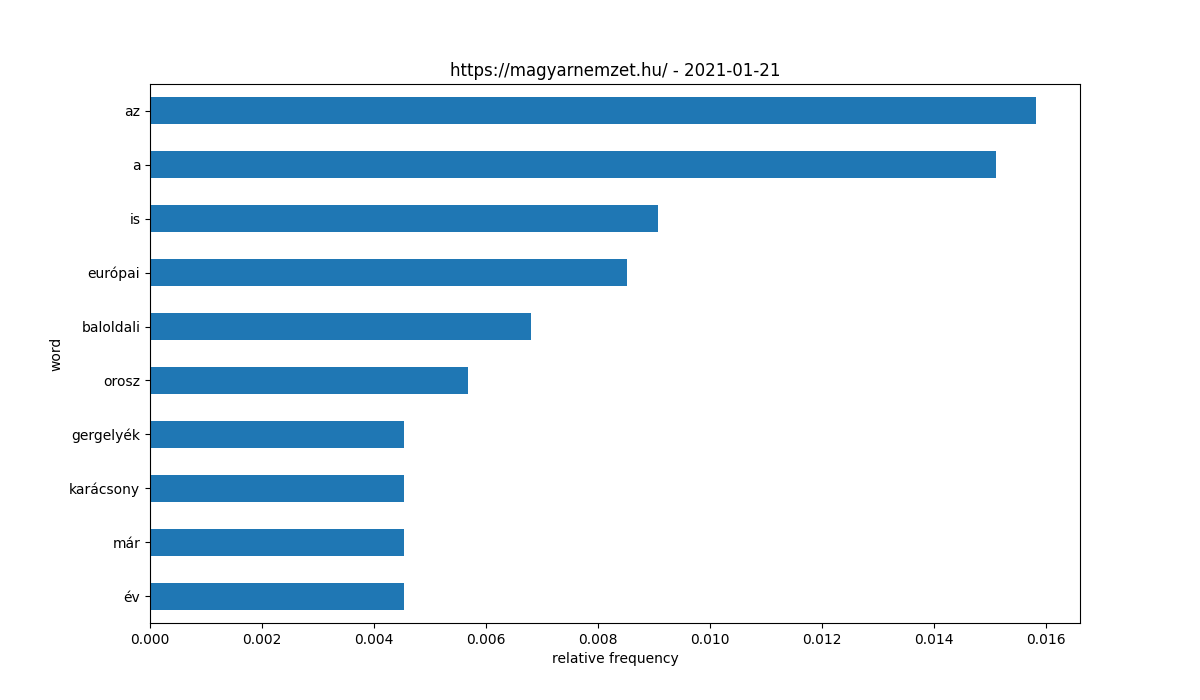 https://magyarnemzet.hu/ - 2021-01-21
az
a
is
európai
baloldali
orosz
gergelyék
karácsony
már
év
word
0.000 0.002 0.004 0.006 0.008 0.010 0.012 0.014 0.016
relative frequency